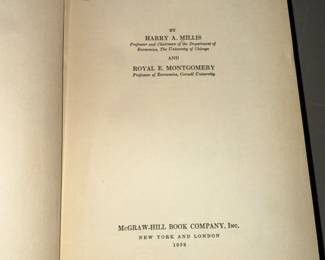 BY
HARRY A. MILLIS
Professor and Chairman of the Department of
Economics, The University of Chicago
AND
ROYAL E. MONTGOMERY
Professor of Economics, Cornell University
McGRAW-HILL BOOK COMPANY, INC.
NEW YORK AND LONDON
1938